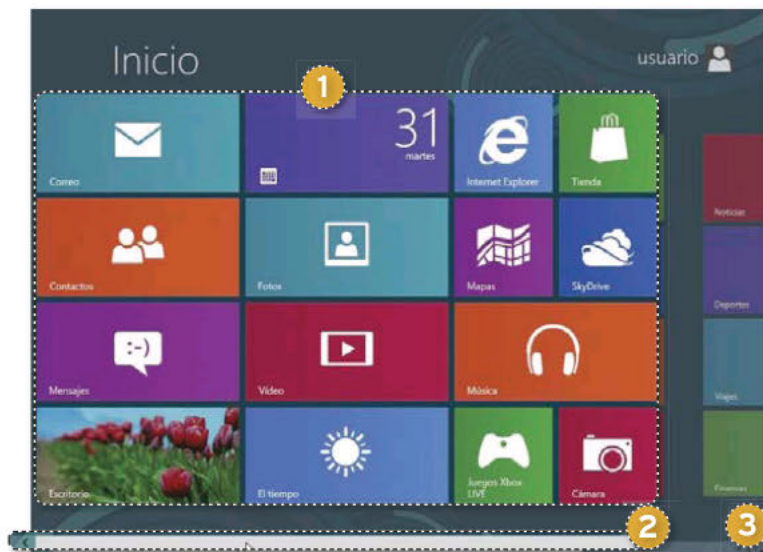 Inicio
usuario
1
31
martes
Correo
Internet Explorer
Tienda
Noticias
Contactos
Fotos
Mapas
SkyDrive
Deportes
Mensajes
Vídeo
Música
Viajes
Escritorio
El tiempo
Juegos Xbox
LIVE
Cámara
Finanzas
2
3